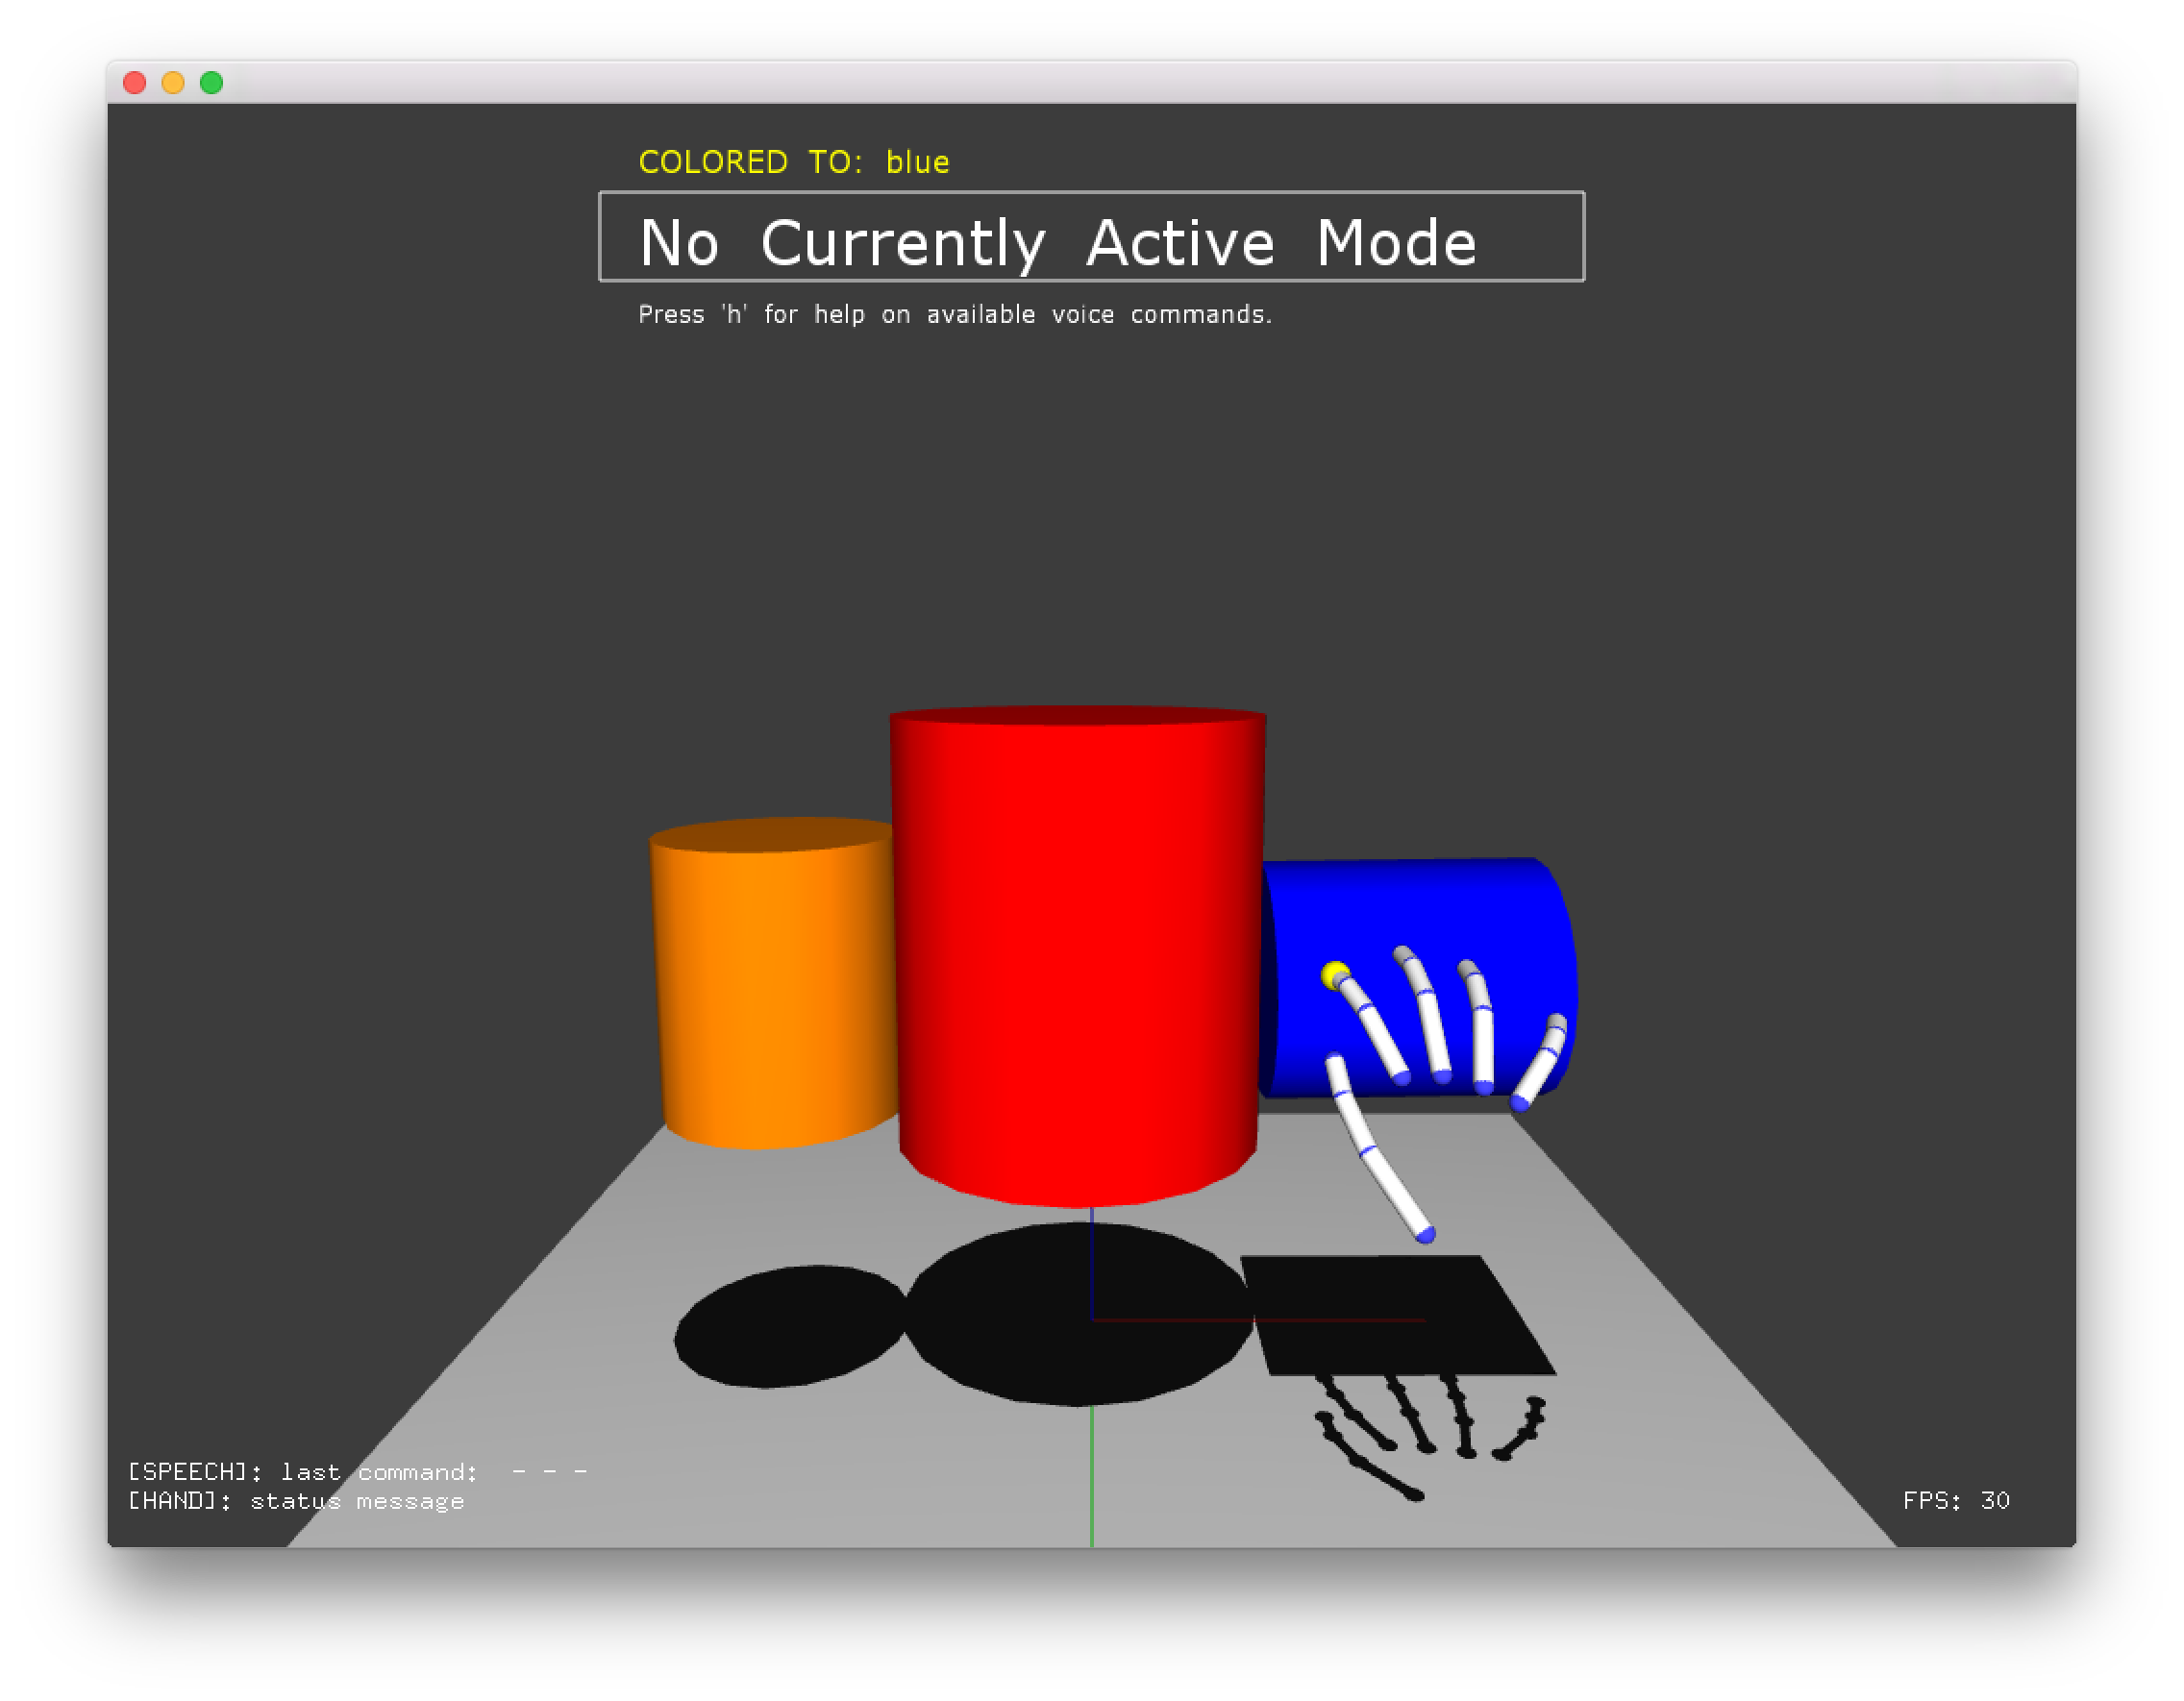 COLORED TO: blue
No Currently Active Mode
Press 'h' for help on available voice commands.
[SPEECH]: last command: - - -
[HAND]: status message
FPS: 30